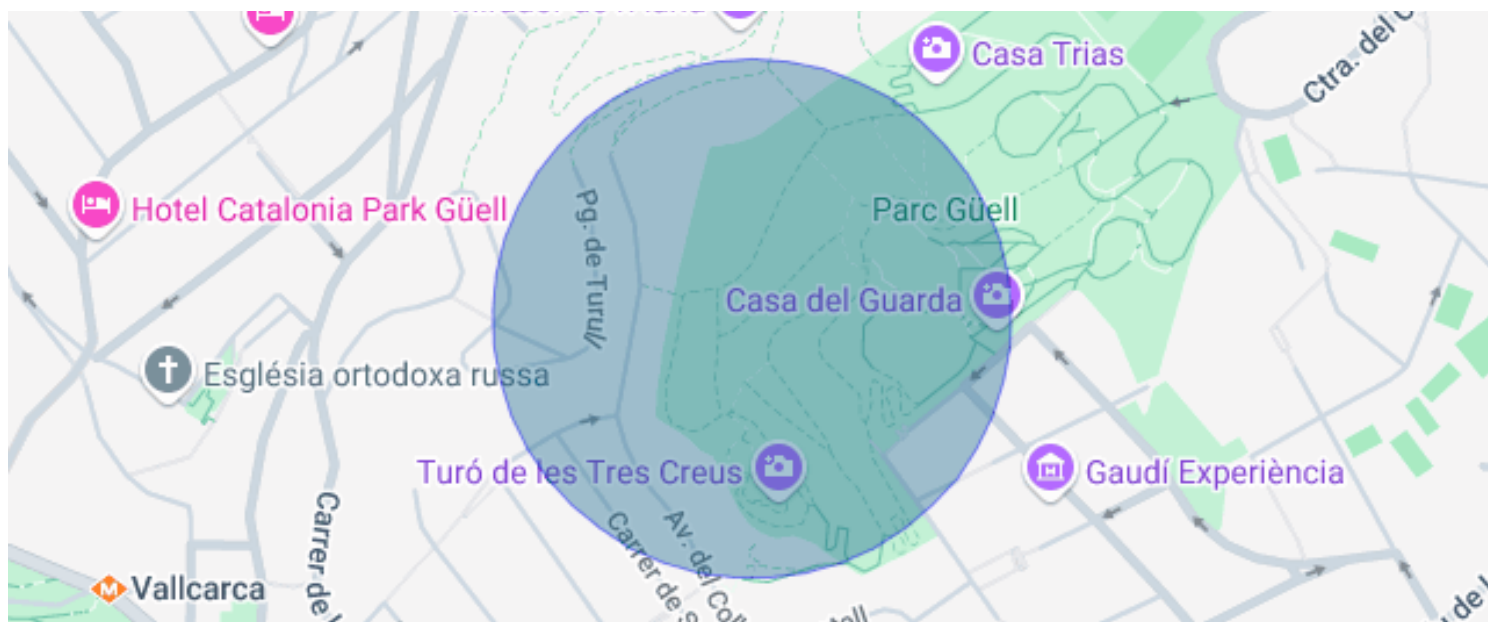 Casa Trias
Ctra. del C
Hotel Catalonia Park Güell
Pg. de Turull
Parc Güell
Casa del Guarda
Església ortodoxa russa
Turó de les Tres Creus
Gaudí Experiència
Carrer de
Av. del Coll
Carrer de S
Vallcarca